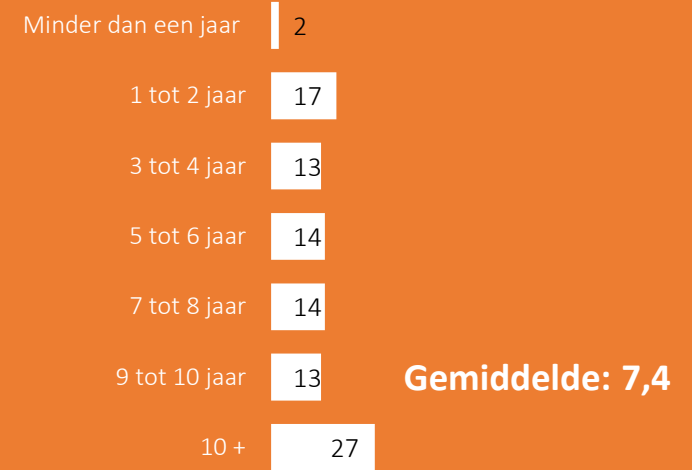 Minder dan een jaar 2
1 tot 2 jaar 17
3 tot 4 jaar 13
5 tot 6 jaar 14
7 tot 8 jaar 14
9 tot 10 jaar 13 Gemiddelde: 7,4
10 + 27